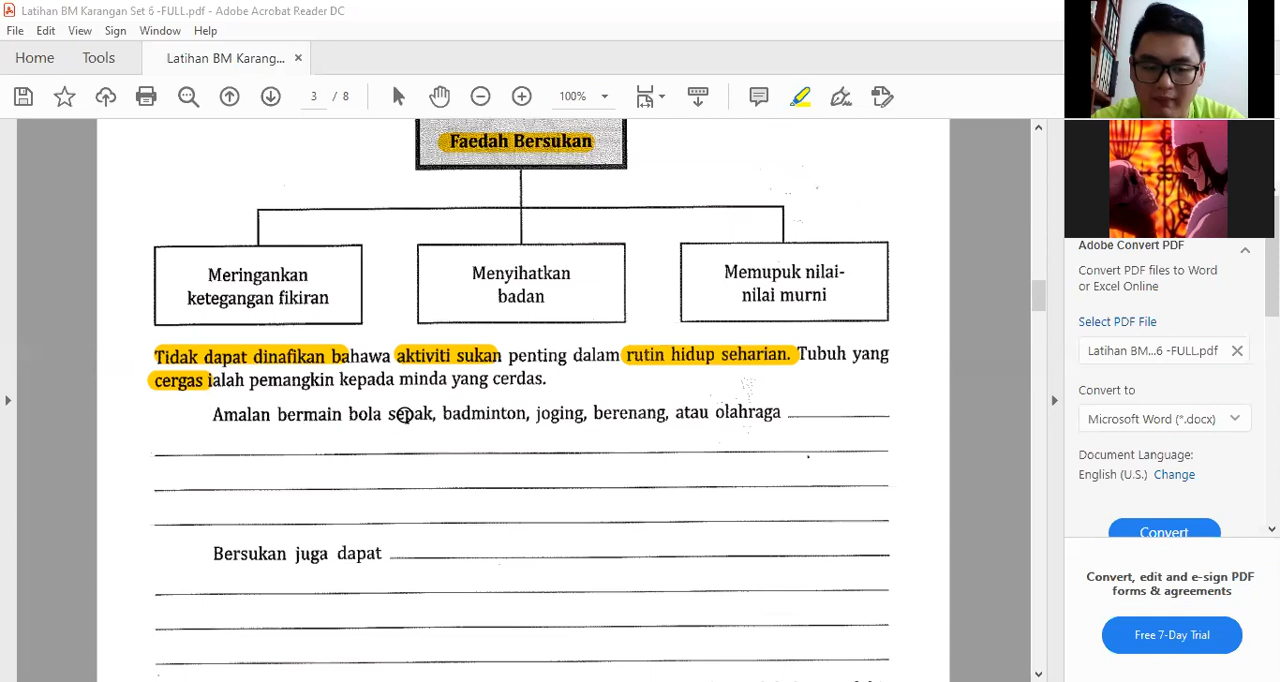 Latihan BM Karangan Set 6 -FULL.pdf - Adobe Acrobat Reader DC
File Edit View Sign Window Help
Home Tools Latihan BM Karang... ×
3 / 8 100%
Faedah Bersukan
Meringankan
ketegangan fikiran
Menyihatkan
badan
Memupuk nilai-
nilai murni
Tidak dapat dinafikan bahawa aktiviti sukan penting dalam rutin hidup seharian. Tubuh yang
cergas ialah pemangkin kepada minda yang cerdas.
Amalan bermain bola sepak, badminton, joging, berenang, atau olahraga
Bersukan juga dapat
Adobe Convert PDF
Convert PDF files to Word
or Excel Online
Select PDF File
Latihan BM...6 -FULL.pdf
Convert to
Microsoft Word (*.docx)
Document Language:
English (U.S.) Change
Convert
Convert, edit and e-sign PDF
forms & agreements
Free 7-Day Trial